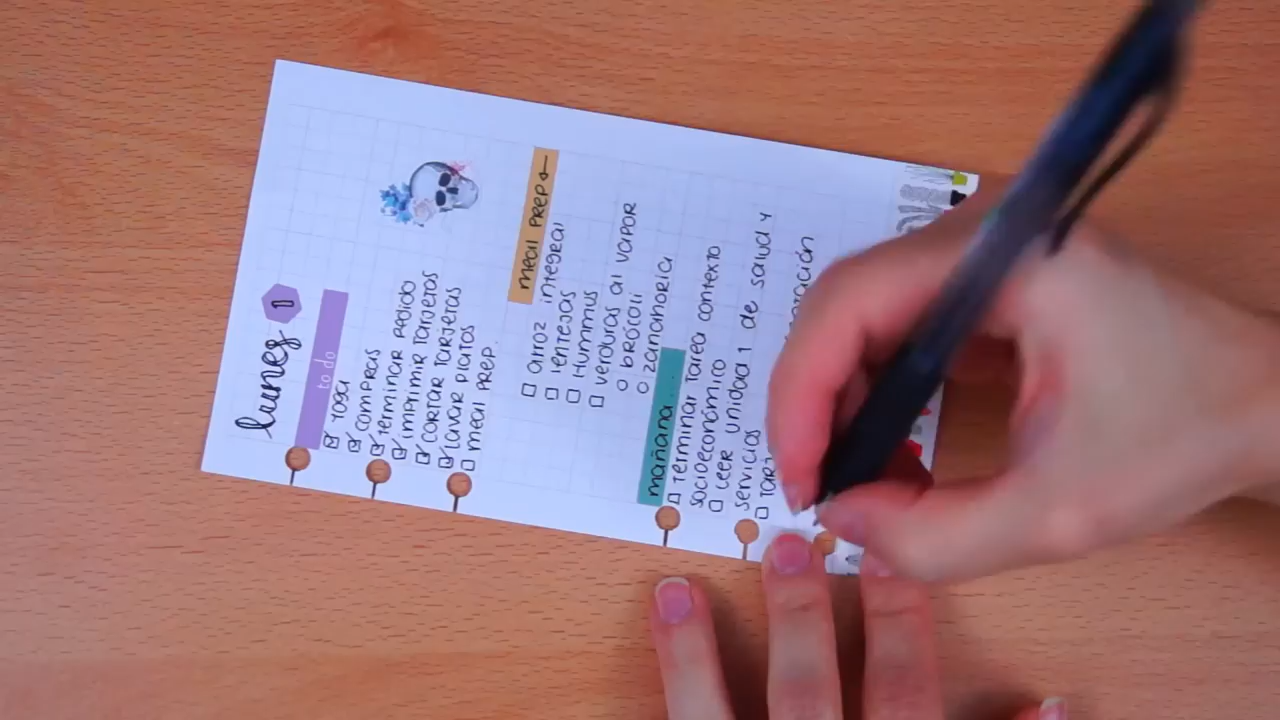 lunes 1
to do
yoga
compras
terminar pedido
imprimir tarjetas
cortar tarjetas
lavar platos
meal prep.
meal prep
arroz integral
lentejas
Hummus
verduras al vapor
brócoli
zanahoria
mañana...
terminar tarea contexto
socioeconómico
leer unidad 1 de salud y
servicios